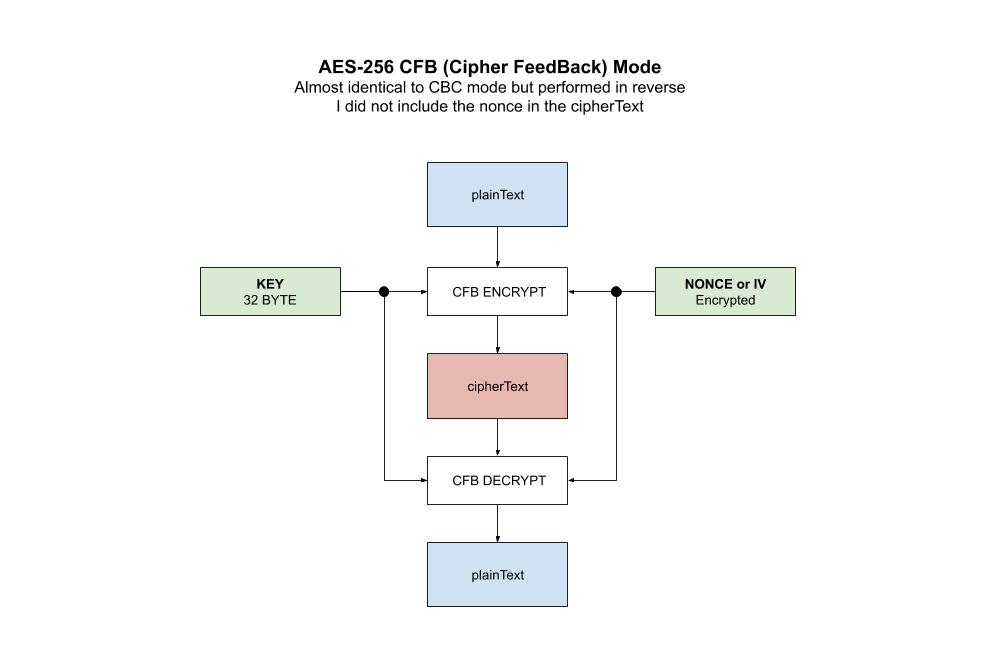 AES-256 CFB (Cipher FeedBack) Mode
Almost identical to CBC mode but performed in reverse
I did not include the nonce in the cipherText
plainText
KEY
32 BYTE
CFB ENCRYPT
NONCE or IV
Encrypted
cipherText
CFB DECRYPT
plainText